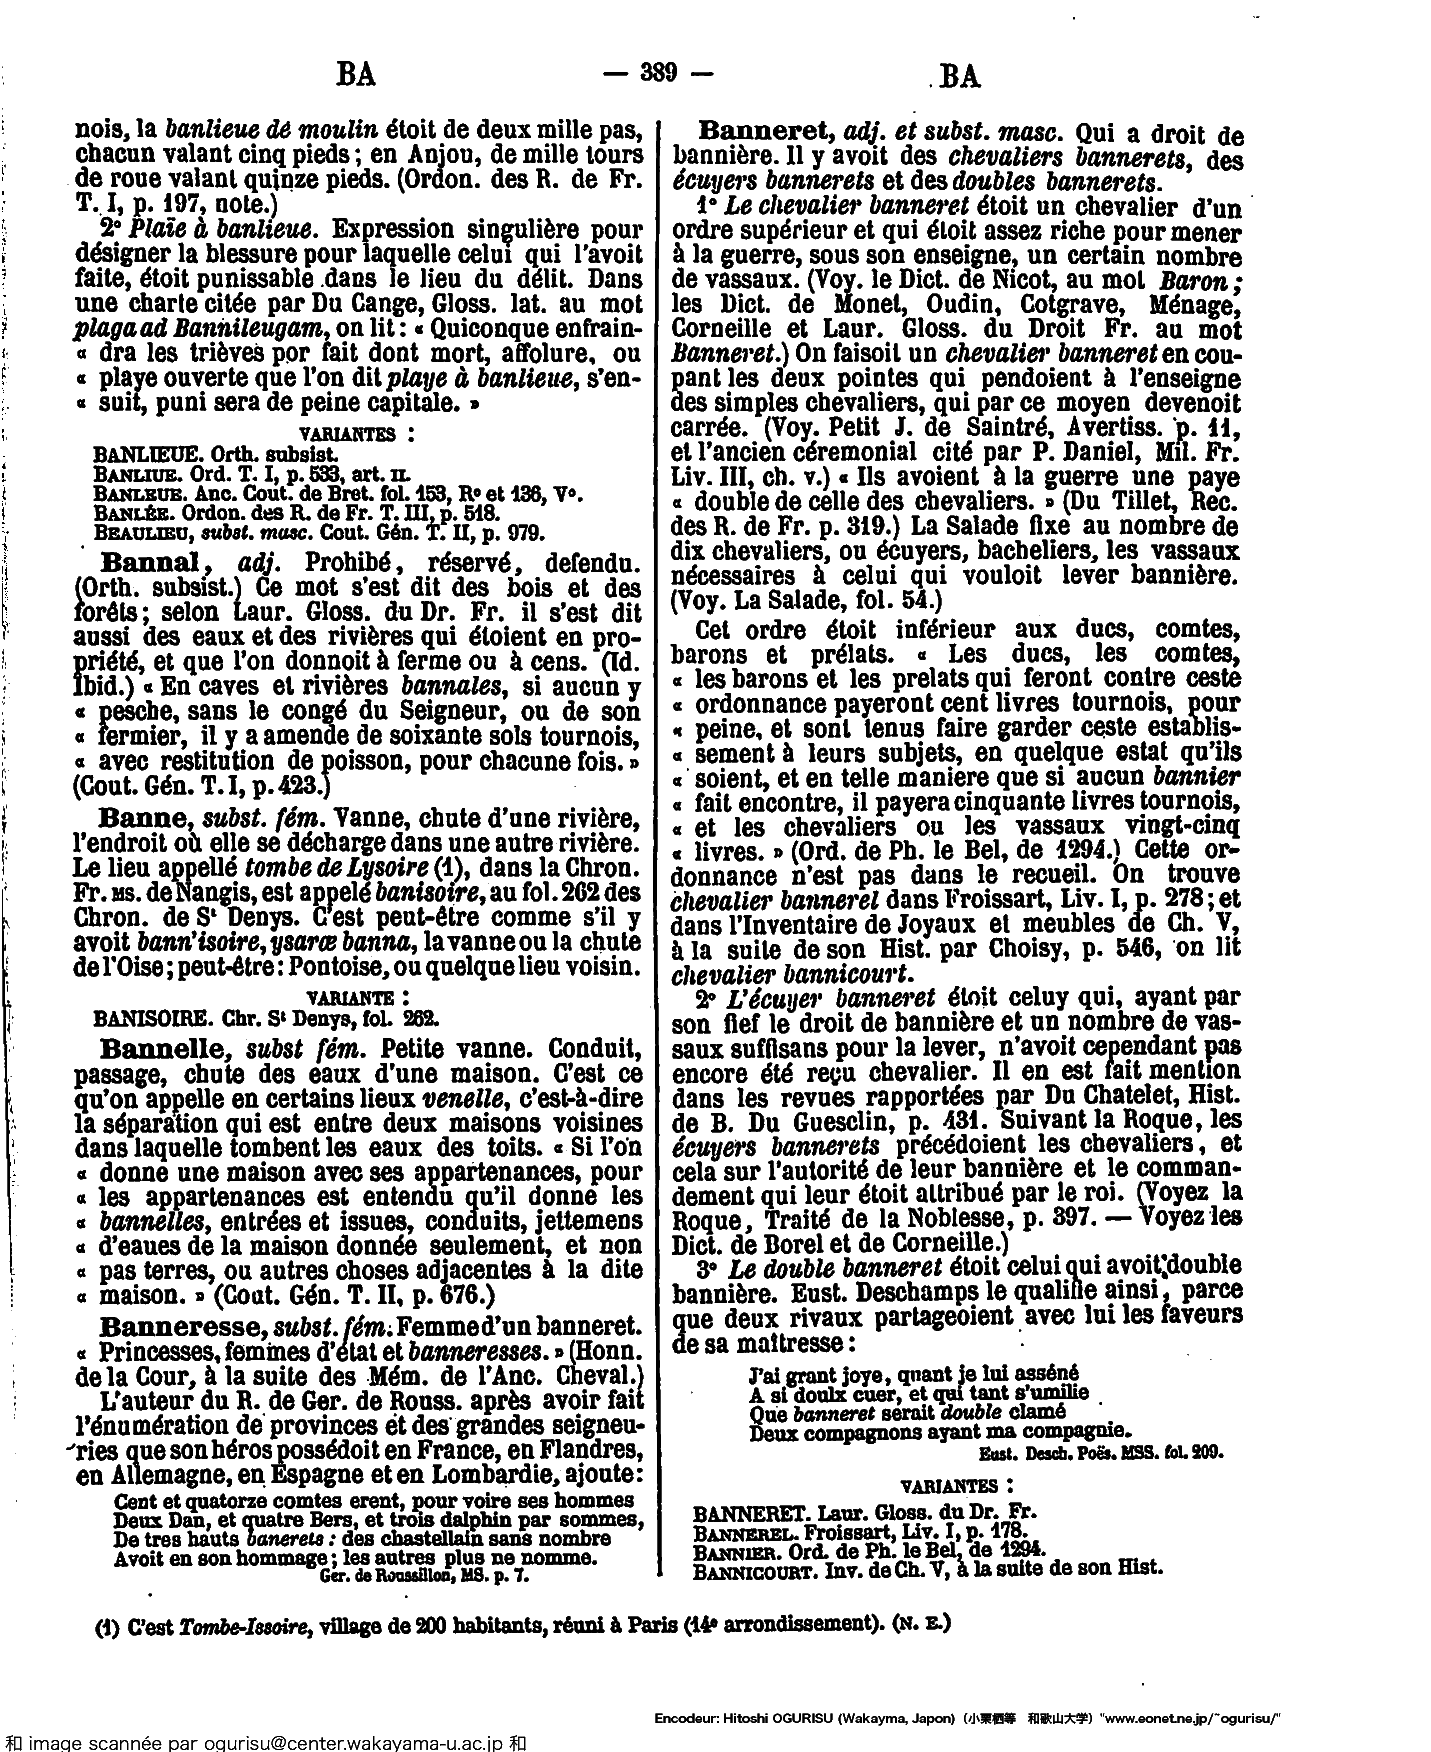 BA — 389 — BA
nois, la banlieue de moulin étoit de deux mille pas,
chacun valant cinq pieds ; en Anjou, de mille tours
de roue valant quinze pieds. (Ordon. des R. de Fr.
T. I, p. 197, note.)
2° Plaie à banlieue. Expression singulière pour
désigner la blessure pour laquelle celui qui l'avoit
faite, étoit punissable dans le lieu du délit. Dans
une charte citée par Du Cange, Gloss. lat. au mot
plaga ad Bannileugam, on lit : « Quiconque enfrain-
« dra les trièves por fait dont mort, affolure, ou
« playe ouverte que l'on dit playe à banlieue, s'en-
« suit, puni sera de peine capitale. »
VARIANTES :
BANLIEUE. Orth. subsist.
BANLIUE. Ord. T. I, p. 533, art. II.
BANLEUE. Anc. Cout. de Bret. fol. 153, R° et 136, V°.
BANLÉE. Ordon. des R. de Fr. T. III, p. 518.
BEAULIEU, subst. masc. Cout. Gén. T. II, p. 979.
Bannal, adj. Prohibé, réservé, defendu.
(Orth. subsist.) Ce mot s'est dit des bois et des
forêts ; selon Laur. Gloss. du Dr. Fr. il s'est dit
aussi des eaux et des rivières qui étoient en pro-
priété, et que l'on donnoit à ferme ou à cens. (Id.
Ibid.) « En caves et rivières bannales, si aucun y
« pesche, sans le congé du Seigneur, ou de son
« fermier, il y a amende de soixante sols tournois,
« avec restitution de poisson, pour chacune fois. »
(Cout. Gén. T. I, p. 423.)
Banne, subst. fém. Vanne, chute d'une rivière,
l'endroit où elle se décharge dans une autre rivière.
Le lieu appellé tombe de Lysoire (1), dans la Chron.
Fr. MS. de Nangis, est appelé banisoire, au fol. 262 des
Chron. de St Denys. C'est peut-être comme s'il y
avoit bann'isoire, ysaræ banna, la vanne ou la chute
de l'Oise ; peut-être : Pontoise, ou quelque lieu voisin.
VARIANTE :
BANISOIRE. Chr. St Denys, fol. 262.
Bannelle, subst fém. Petite vanne. Conduit,
passage, chute des eaux d'une maison. C'est ce
qu'on appelle en certains lieux venelle, c'est-à-dire
la séparation qui est entre deux maisons voisines
dans laquelle tombent les eaux des toits. « Si l'on
« donne une maison avec ses appartenances, pour
« les appartenances est entendu qu'il donne les
« bannelles, entrées et issues, conduits, jettemens
« d'eaues de la maison donnée seulement, et non
« pas terres, ou autres choses adjacentes à la dite
« maison. » (Cout. Gén. T. II, p. 676.)
Banneresse, subst. fém. Femme d'un banneret.
« Princesses, femmes d'état et banneresses. » (Honn.
de la Cour, à la suite des Mém. de l'Anc. Cheval.)
L'auteur du R. de Ger. de Rouss. après avoir fait
l'énumération de provinces et des grandes seigneu-
ries que son héros possédoit en France, en Flandres,
en Allemagne, en Espagne et en Lombardie, ajoute :
Cent et quatorze comtes erent, pour voire ses hommes
Deux Dan, et quatre Bers, et trois dalphin par sommes,
De tres hauts banerets : des chastellain sans nombre
Avoit en son hommage ; les autres plus ne nomme.
Ger. de Roussillon, MS. p. 7.
Banneret, adj. et subst. masc. Qui a droit de
bannière. Il y avoit des chevaliers bannerets, des
écuyers bannerets et des doubles bannerets.
1° Le chevalier banneret étoit un chevalier d'un
ordre supérieur et qui étoit assez riche pour mener
à la guerre, sous son enseigne, un certain nombre
de vassaux. (Voy. le Dict. de Nicot, au mot Baron ;
les Dict. de Monet, Oudin, Cotgrave, Ménage,
Corneille et Laur. Gloss. du Droit Fr. au mot
Banneret.) On faisoit un chevalier banneret en cou-
pant les deux pointes qui pendoient à l'enseigne
des simples chevaliers, qui par ce moyen devenoit
carrée. (Voy. Petit J. de Saintré, Avertiss. p. 11,
et l'ancien céremonial cité par P. Daniel, Mil. Fr.
Liv. III, ch. v.) « Ils avoient à la guerre une paye
« double de celle des chevaliers. » (Du Tillet, Rec.
des R. de Fr. p. 319.) La Salade fixe au nombre de
dix chevaliers, ou écuyers, bacheliers, les vassaux
nécessaires à celui qui vouloit lever bannière.
(Voy. La Salade, fol. 54.)
Cet ordre étoit inférieur aux ducs, comtes,
barons et prélats. « Les ducs, les comtes,
« les barons et les prelats qui feront contre ceste
« ordonnance payeront cent livres tournois, pour
« peine, et sont tenus faire garder ceste establis-
« sement à leurs subjets, en quelque estat qu'ils
« soient, et en telle maniere que si aucun bannier
« fait encontre, il payera cinquante livres tournois,
« et les chevaliers ou les vassaux vingt-cinq
« livres. » (Ord. de Ph. le Bel, de 1294.) Cette or-
donnance n'est pas dans le recueil. On trouve
chevalier bannerel dans Froissart, Liv. I, p. 278 ; et
dans l'Inventaire de Joyaux et meubles de Ch. V,
à la suite de son Hist. par Choisy, p. 546, on lit
chevalier bannicourt.
2° L'écuyer banneret étoit celuy qui, ayant par
son fief le droit de bannière et un nombre de vas-
saux suffisans pour la lever, n'avoit cependant pas
encore été reçu chevalier. Il en est fait mention
dans les revues rapportées par Du Chatelet, Hist.
de B. Du Guesclin, p. 431. Suivant la Roque, les
écuyers bannerets précédoient les chevaliers, et
cela sur l'autorité de leur bannière et le comman-
dement qui leur étoit attribué par le roi. (Voyez la
Roque, Traité de la Noblesse, p. 397. — Voyez les
Dict. de Borel et de Corneille.)
3° Le double banneret étoit celui qui avoit double
bannière. Eust. Deschamps le qualifie ainsi, parce
que deux rivaux partageoient avec lui les faveurs
de sa maîtresse :
J'ai grant joye, quant je lui asséné
A si doulx cuer, et qui tant s'umilie
Que banneret serait double clamé
Deux compagnons ayant ma compagnie.
Eust. Desch. Poës. MSS. fol. 209.
VARIANTES :
BANNERET. Laur. Gloss. du Dr. Fr.
BANNEREL. Froissart, Liv. I, p. 178.
BANNIER. Ord. de Ph. le Bel, de 1294.
BANNICOURT. Inv. de Ch. V, à la suite de son Hist.
(1) C'est Tombe-Issoire, village de 200 habitants, réuni à Paris (14e arrondissement). (N. E.)
Encodeur: Hitoshi OGURISU (Wakayma, Japon) (小栗栖等 和歌山大学) "www.eonet.ne.jp/~ogurisu/"
和 image scannée par ogurisu@center.wakayama-u.ac.jp 和